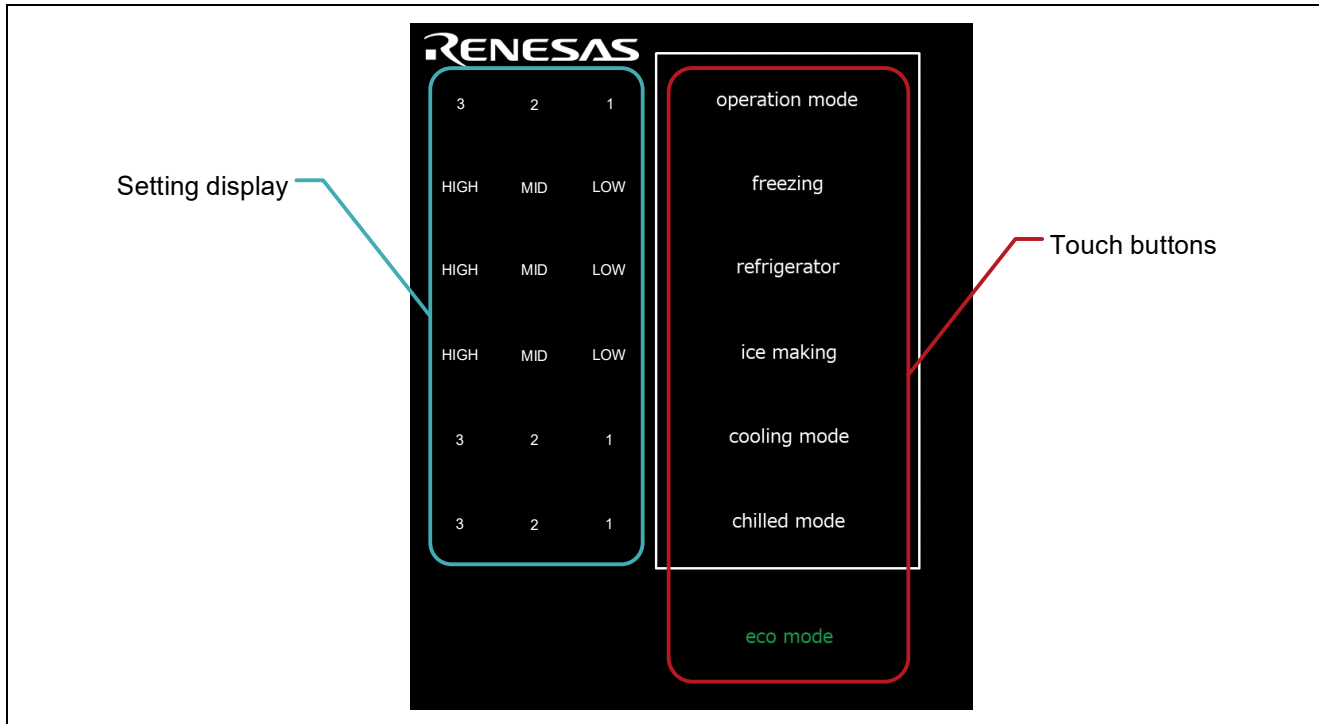 RENESAS
3 2 1 operation mode
Setting display
HIGH MID LOW freezing
HIGH MID LOW refrigerator
Touch buttons
HIGH MID LOW ice making
3 2 1 cooling mode
3 2 1 chilled mode
eco mode